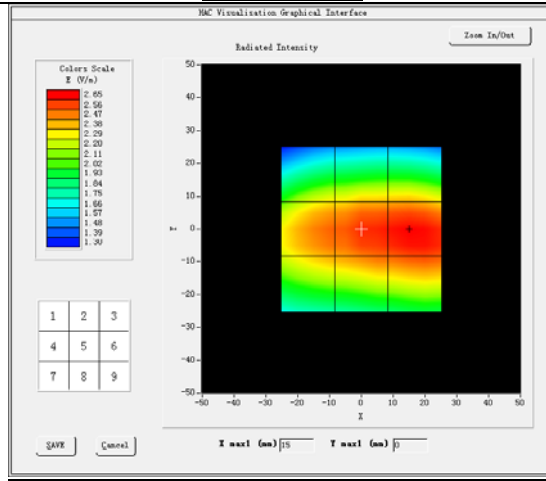 HAC Visualization Graphical Interface
Zoom In/Out
Radiated Intensity
Colors Scale
E (V/m)
2.65
2.56
2.47
2.38
2.29
2.20
2.11
2.02
1.93
1.84
1.75
1.66
1.57
1.48
1.39
1.30
50
40
30
20
10
0
-10
-20
-30
-40
-50
Y
-50 -40 -30 -20 -10 0 10 20 30 40 50
X
1 2 3
4 5 6
7 8 9
SAVE
Cancel
X max1 (mm) 15
Y max1 (mm) 0